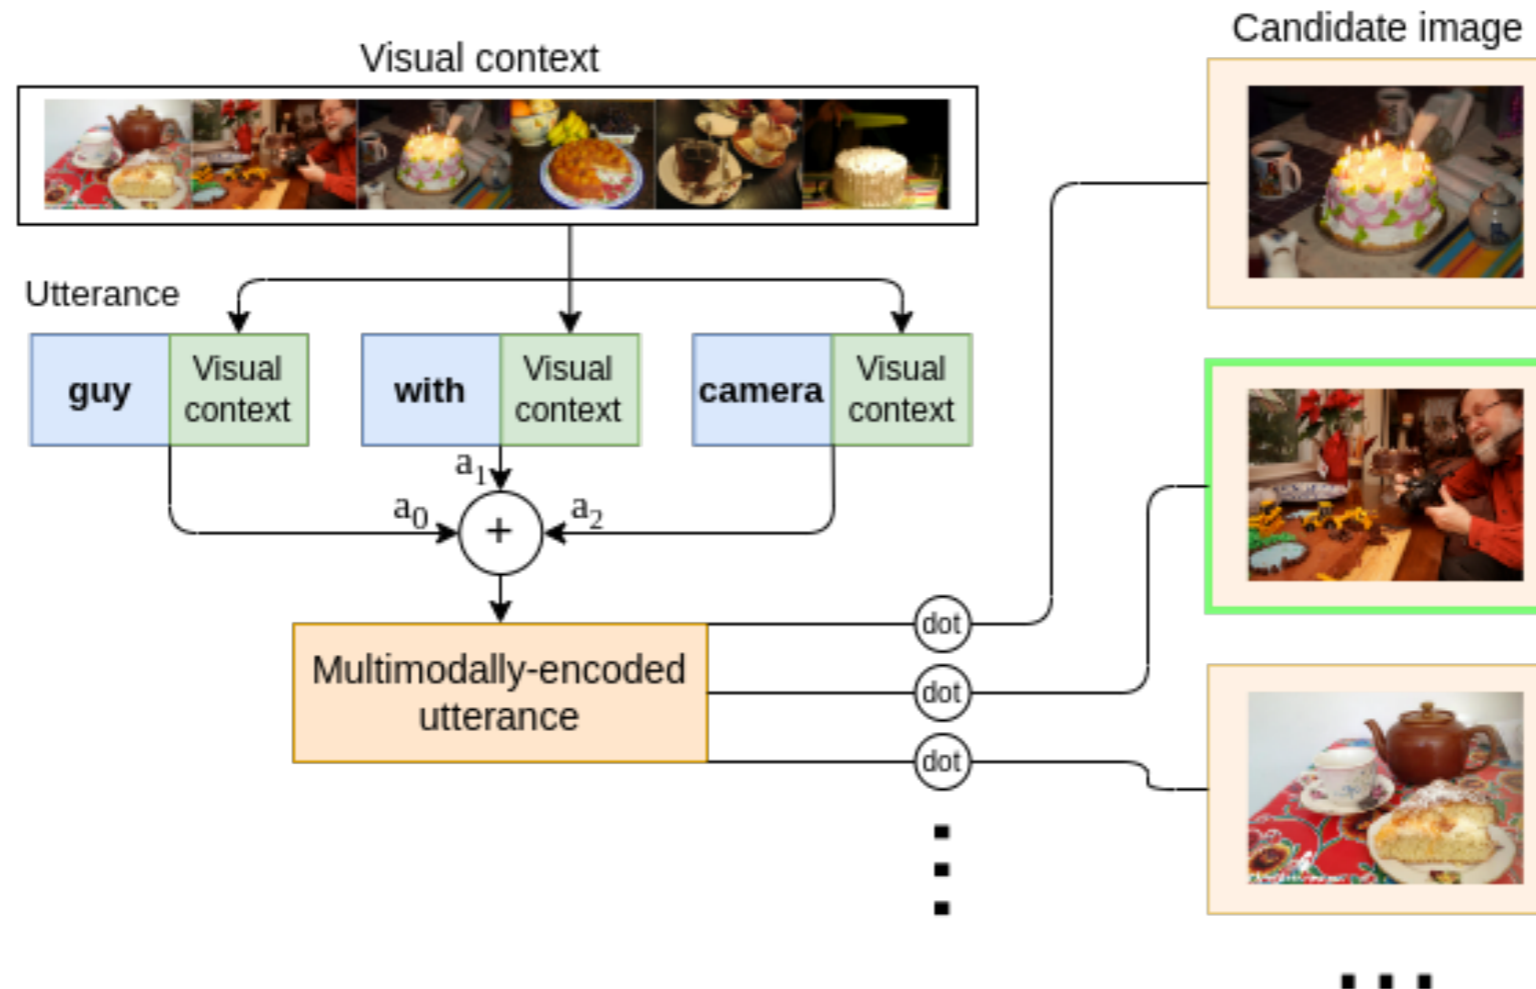 Candidate image
Visual context
Utterance
guy
Visual
context
with
Visual
context
camera
Visual
context
a1
a0
a2
+
Multimodally-encoded
utterance
dot
dot
dot